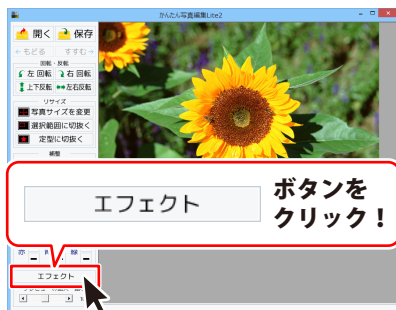 かんたん写真編集Lite2
開く 保存
←もどる すすむ→
回転・反転
左 回転 右 回転
上下反転 左右反転
リサイズ
写真サイズを変更
選択範囲に切抜く
定型に切抜く
補整
エフェクト
ボタンを
クリック！
赤 青 緑
エフェクト